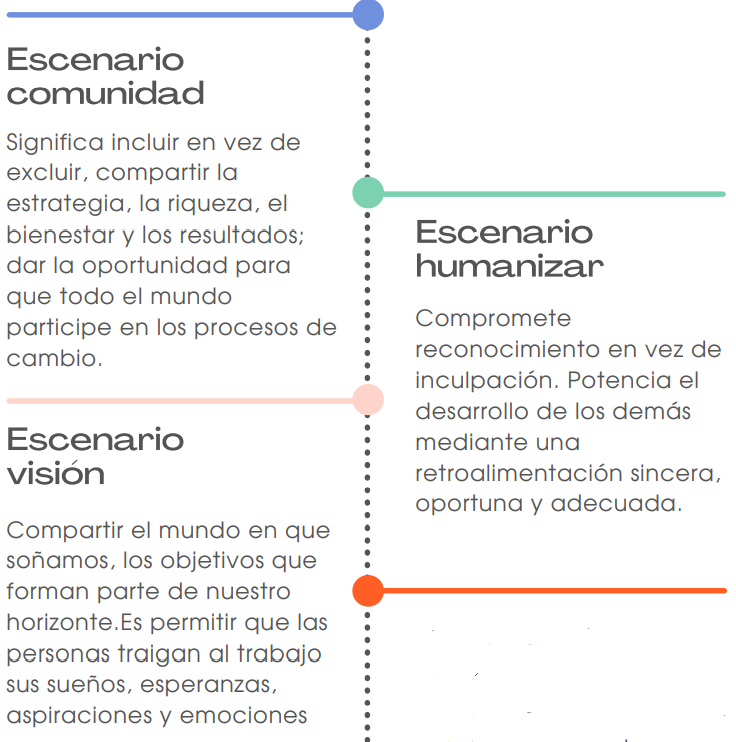 Escenario
comunidad
Significa incluir en vez de
excluir, compartir la
estrategia, la riqueza, el
bienestar y los resultados;
dar la oportunidad para
que todo el mundo
participe en los procesos de
cambio.
Escenario
humanizar
Compromete
reconocimiento en vez de
inculpación. Potencia el
desarrollo de los demás
mediante una
retroalimentación sincera,
oportuna y adecuada.
Escenario
visión
Compartir el mundo en que
soñamos, los objetivos que
forman parte de nuestro
horizonte.Es permitir que las
personas traigan al trabajo
sus sueños, esperanzas,
aspiraciones y emociones